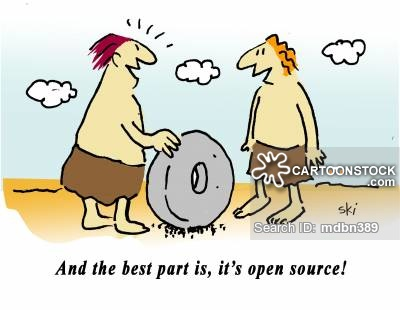 CARTOONSTOCK
.com
ski
Search ID: mdbn389
And the best part is, it's open source!